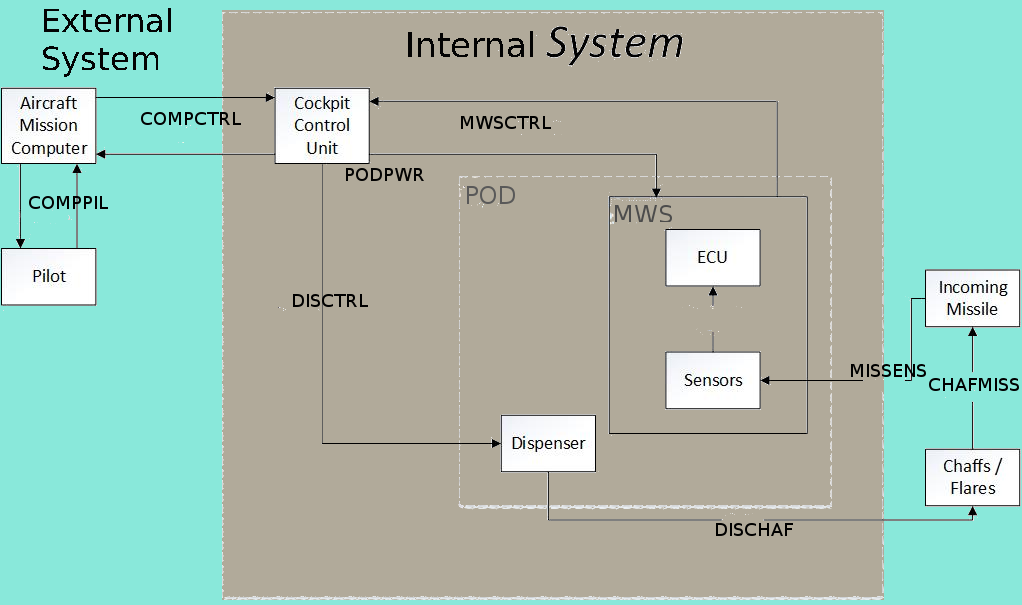 External
System
Internal System
Aircraft
Mission
Computer
COMPCTRL
Cockpit
Control
Unit
MWSCTRL
PODPWR
COMPPIL
POD
MWS
Pilot
ECU
DISCTRL
Incoming
Missile
Sensors
MISSENS
CHAFMISS
Dispenser
Chaffs /
Flares
DISCHAF